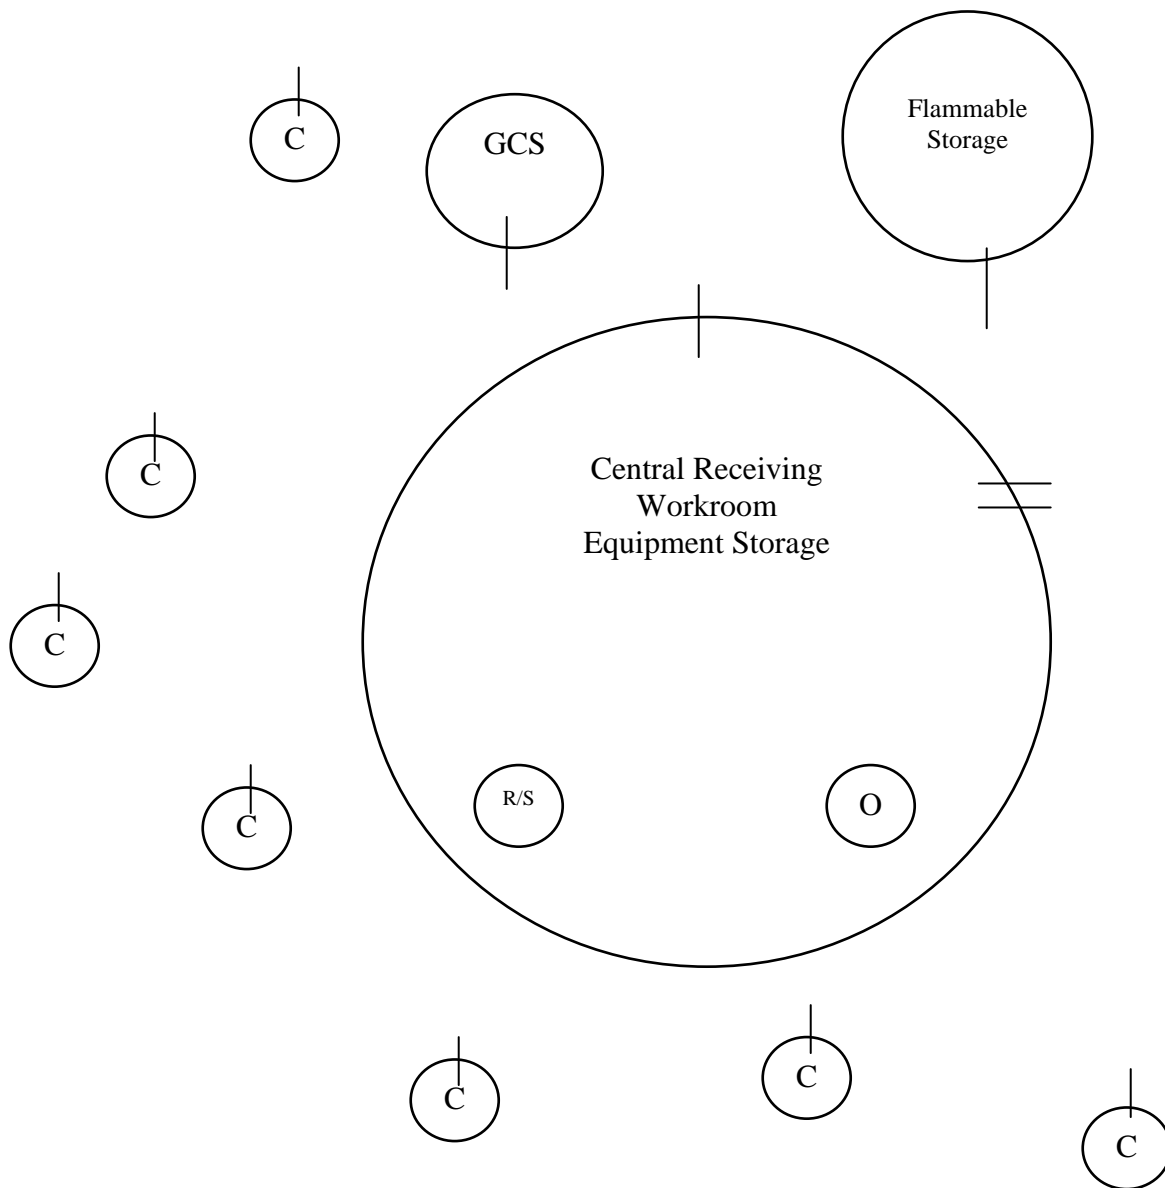 Flammable
Storage
C
GCS
Central Receiving
Workroom
Equipment Storage
C
C
R/S
O
C
C
C
C